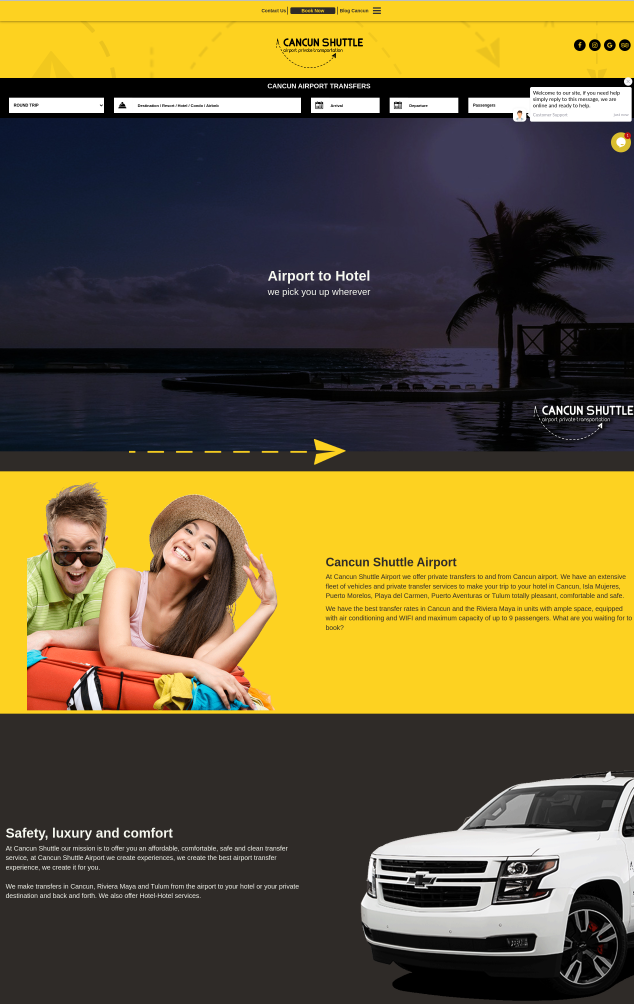 Contact Us
Book Now
Blog Cancun
CANCUN SHUTTLE
airport private transportation
CANCUN AIRPORT TRANSFERS
ROUND TRIP
Destination / Resort / Hotel / Condo / Airbnb
Arrival
Departure
Passengers
Welcome to our site, if you need help
simply reply to this message, we are
online and ready to help.
Customer Support
just now
1
Airport to Hotel
we pick you up wherever
CANCUN SHUTTLE
airport private transportation
Cancun Shuttle Airport
At Cancun Shuttle Airport we offer private transfers to and from Cancun airport. We have an extensive
fleet of vehicles and private transfer services to make your trip to your hotel in Cancun, Isla Mujeres,
Puerto Morelos, Playa del Carmen, Puerto Aventuras or Tulum totally pleasant, comfortable and safe.
We have the best transfer rates in Cancun and the Riviera Maya in units with ample space, equipped
with air conditioning and WIFI and maximum capacity of up to 9 passengers. What are you waiting for to
book?
Safety, luxury and comfort
At Cancun Shuttle our mission is to offer you an affordable, comfortable, safe and clean transfer
service, at Cancun Shuttle Airport we create experiences, we create the best airport transfer
experience, we create it for you.
We make transfers in Cancun, Riviera Maya and Tulum from the airport to your hotel or your private
destination and back and forth. We also offer Hotel-Hotel services.